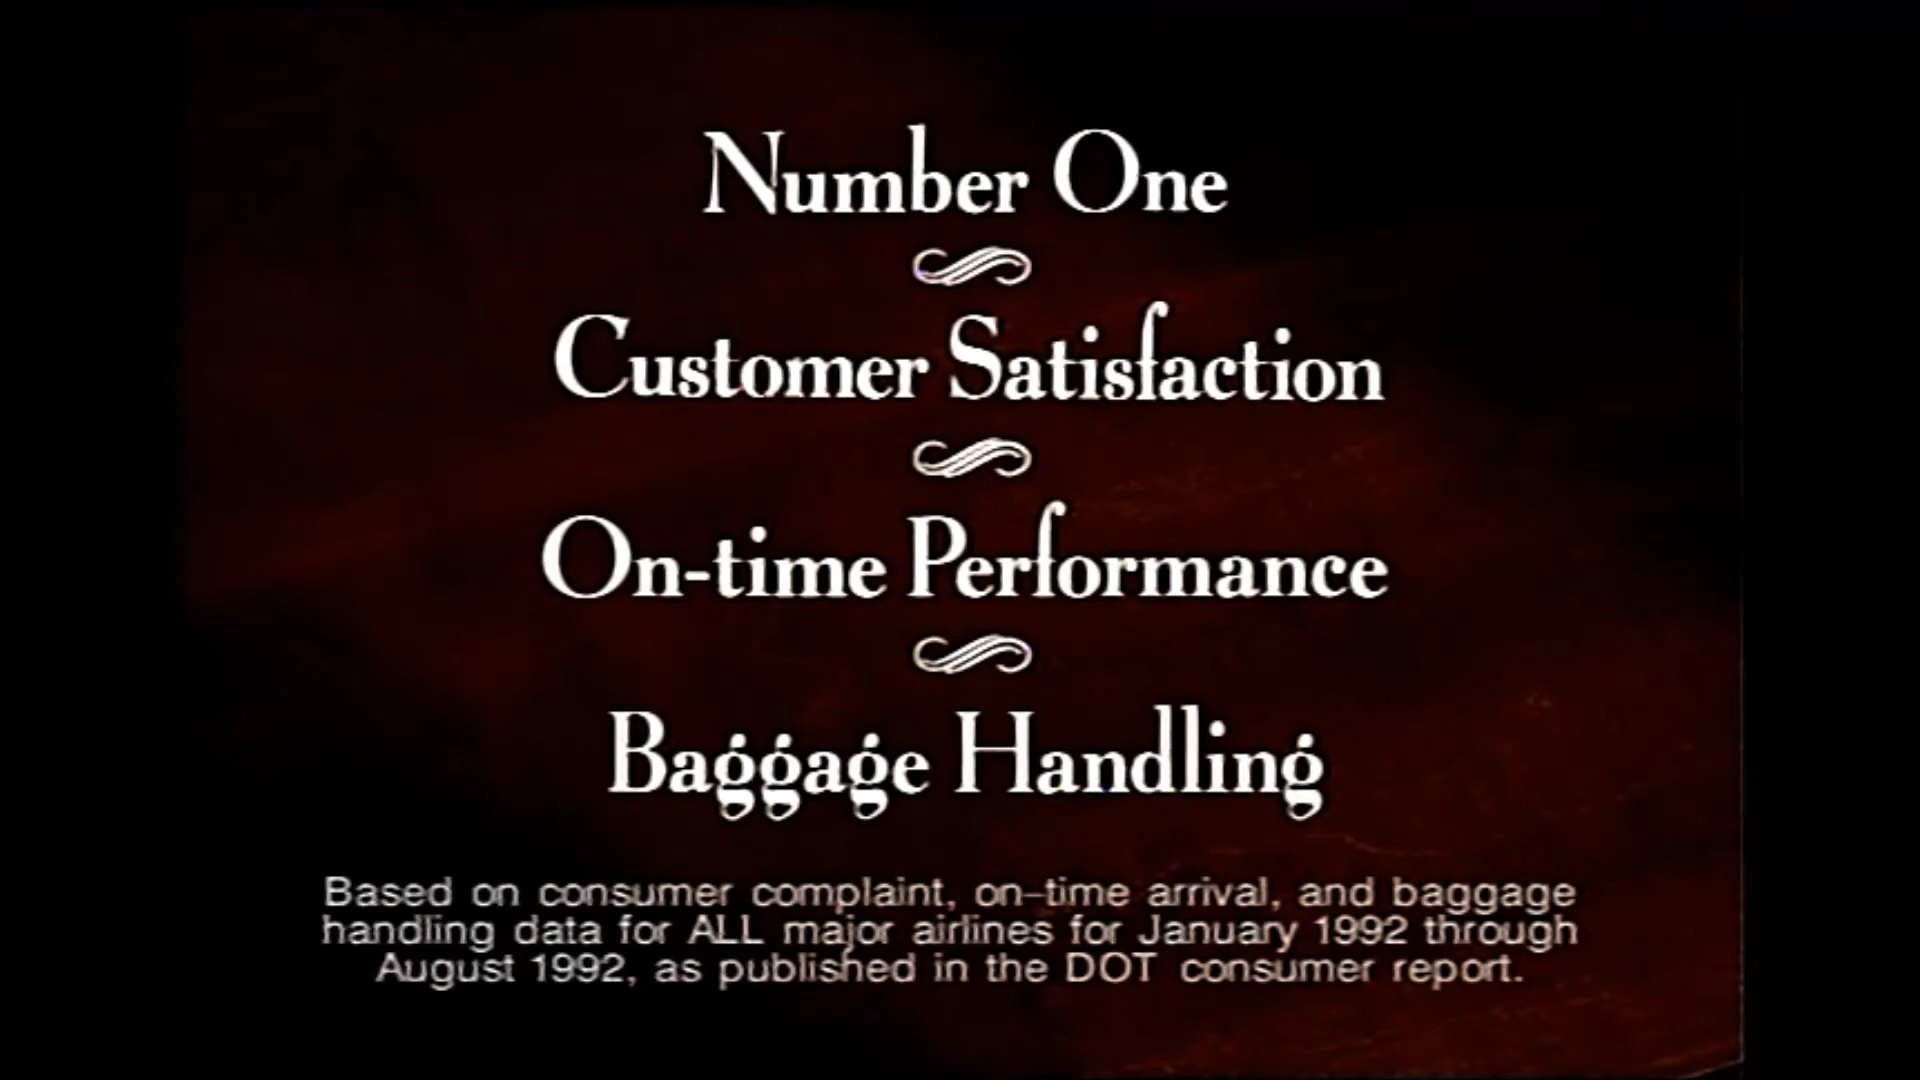 Number One
Customer Satisfaction
On-time Performance
Baggage Handling
Based on consumer complaint, on-time arrival, and baggage
handling data for ALL major airlines for January 1992 through
August 1992, as published in the DOT consumer report.